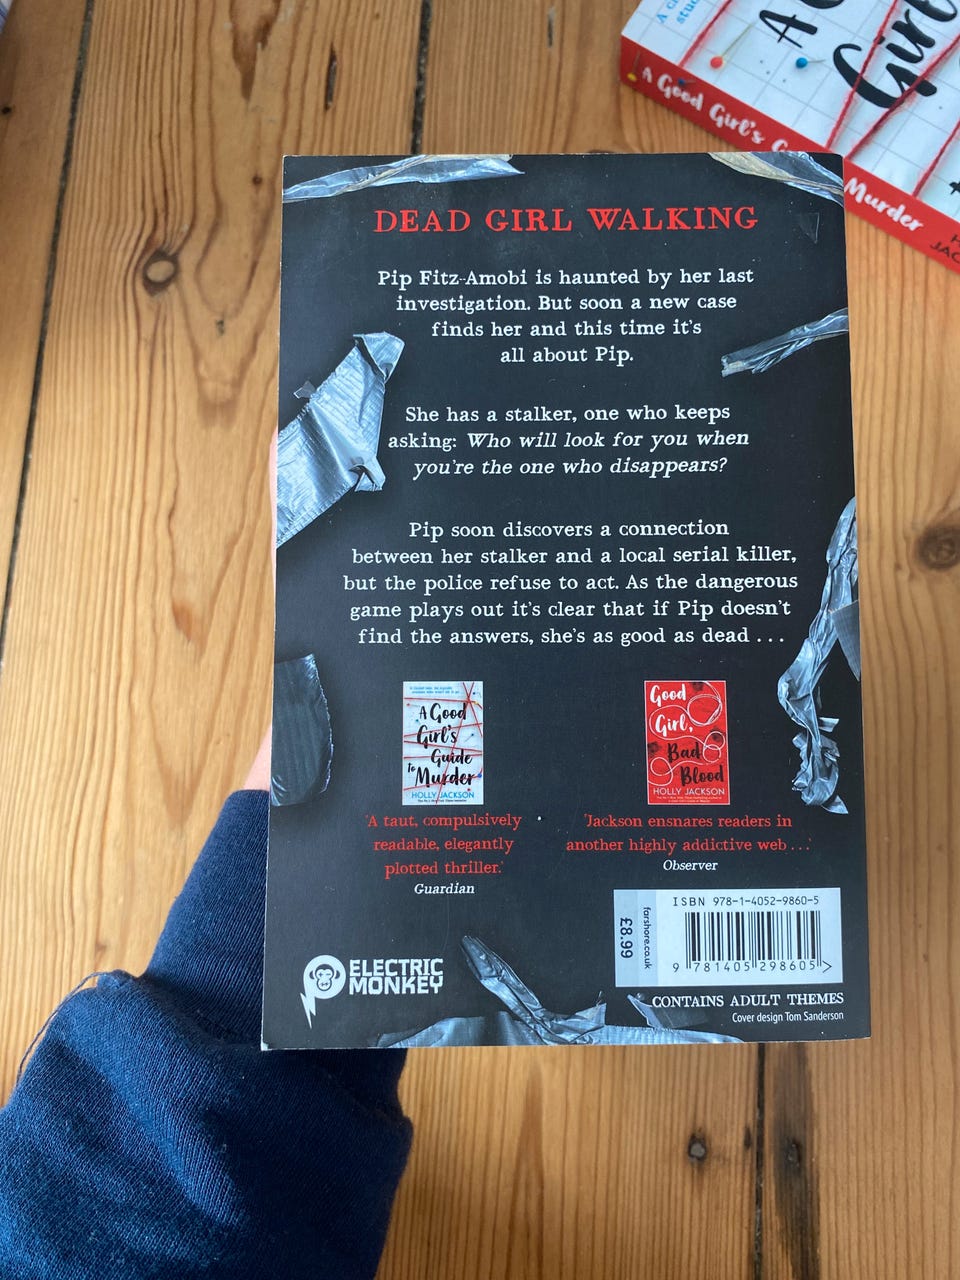 A Good Girl's G
Murder
A G
Girl
DEAD GIRL WALKING
Pip Fitz-Amobi is haunted by her last
investigation. But soon a new case
finds her and this time it's
all about Pip.
She has a stalker, one who keeps
asking: Who will look for you when
you're the one who disappears?
Pip soon discovers a connection
between her stalker and a local serial killer,
but the police refuse to act. As the dangerous
game plays out it's clear that if Pip doesn't
find the answers, she's as good as dead . . .
A Good
Girl's
Guide
to Murder
HOLLY JACKSON
Good
Girl,
Bad
Blood
HOLLY JACKSON
'A taut, compulsively
readable, elegantly
plotted thriller.'
Guardian
'Jackson ensnares readers in
another highly addictive web . . .
Observer
ISBN 978-1-4052-9860-5
£8.99
farshore.co.uk
9 781405 298605 >
ELECTRIC
MONKEY
CONTAINS ADULT THEMES
Cover design Tom Sanderson